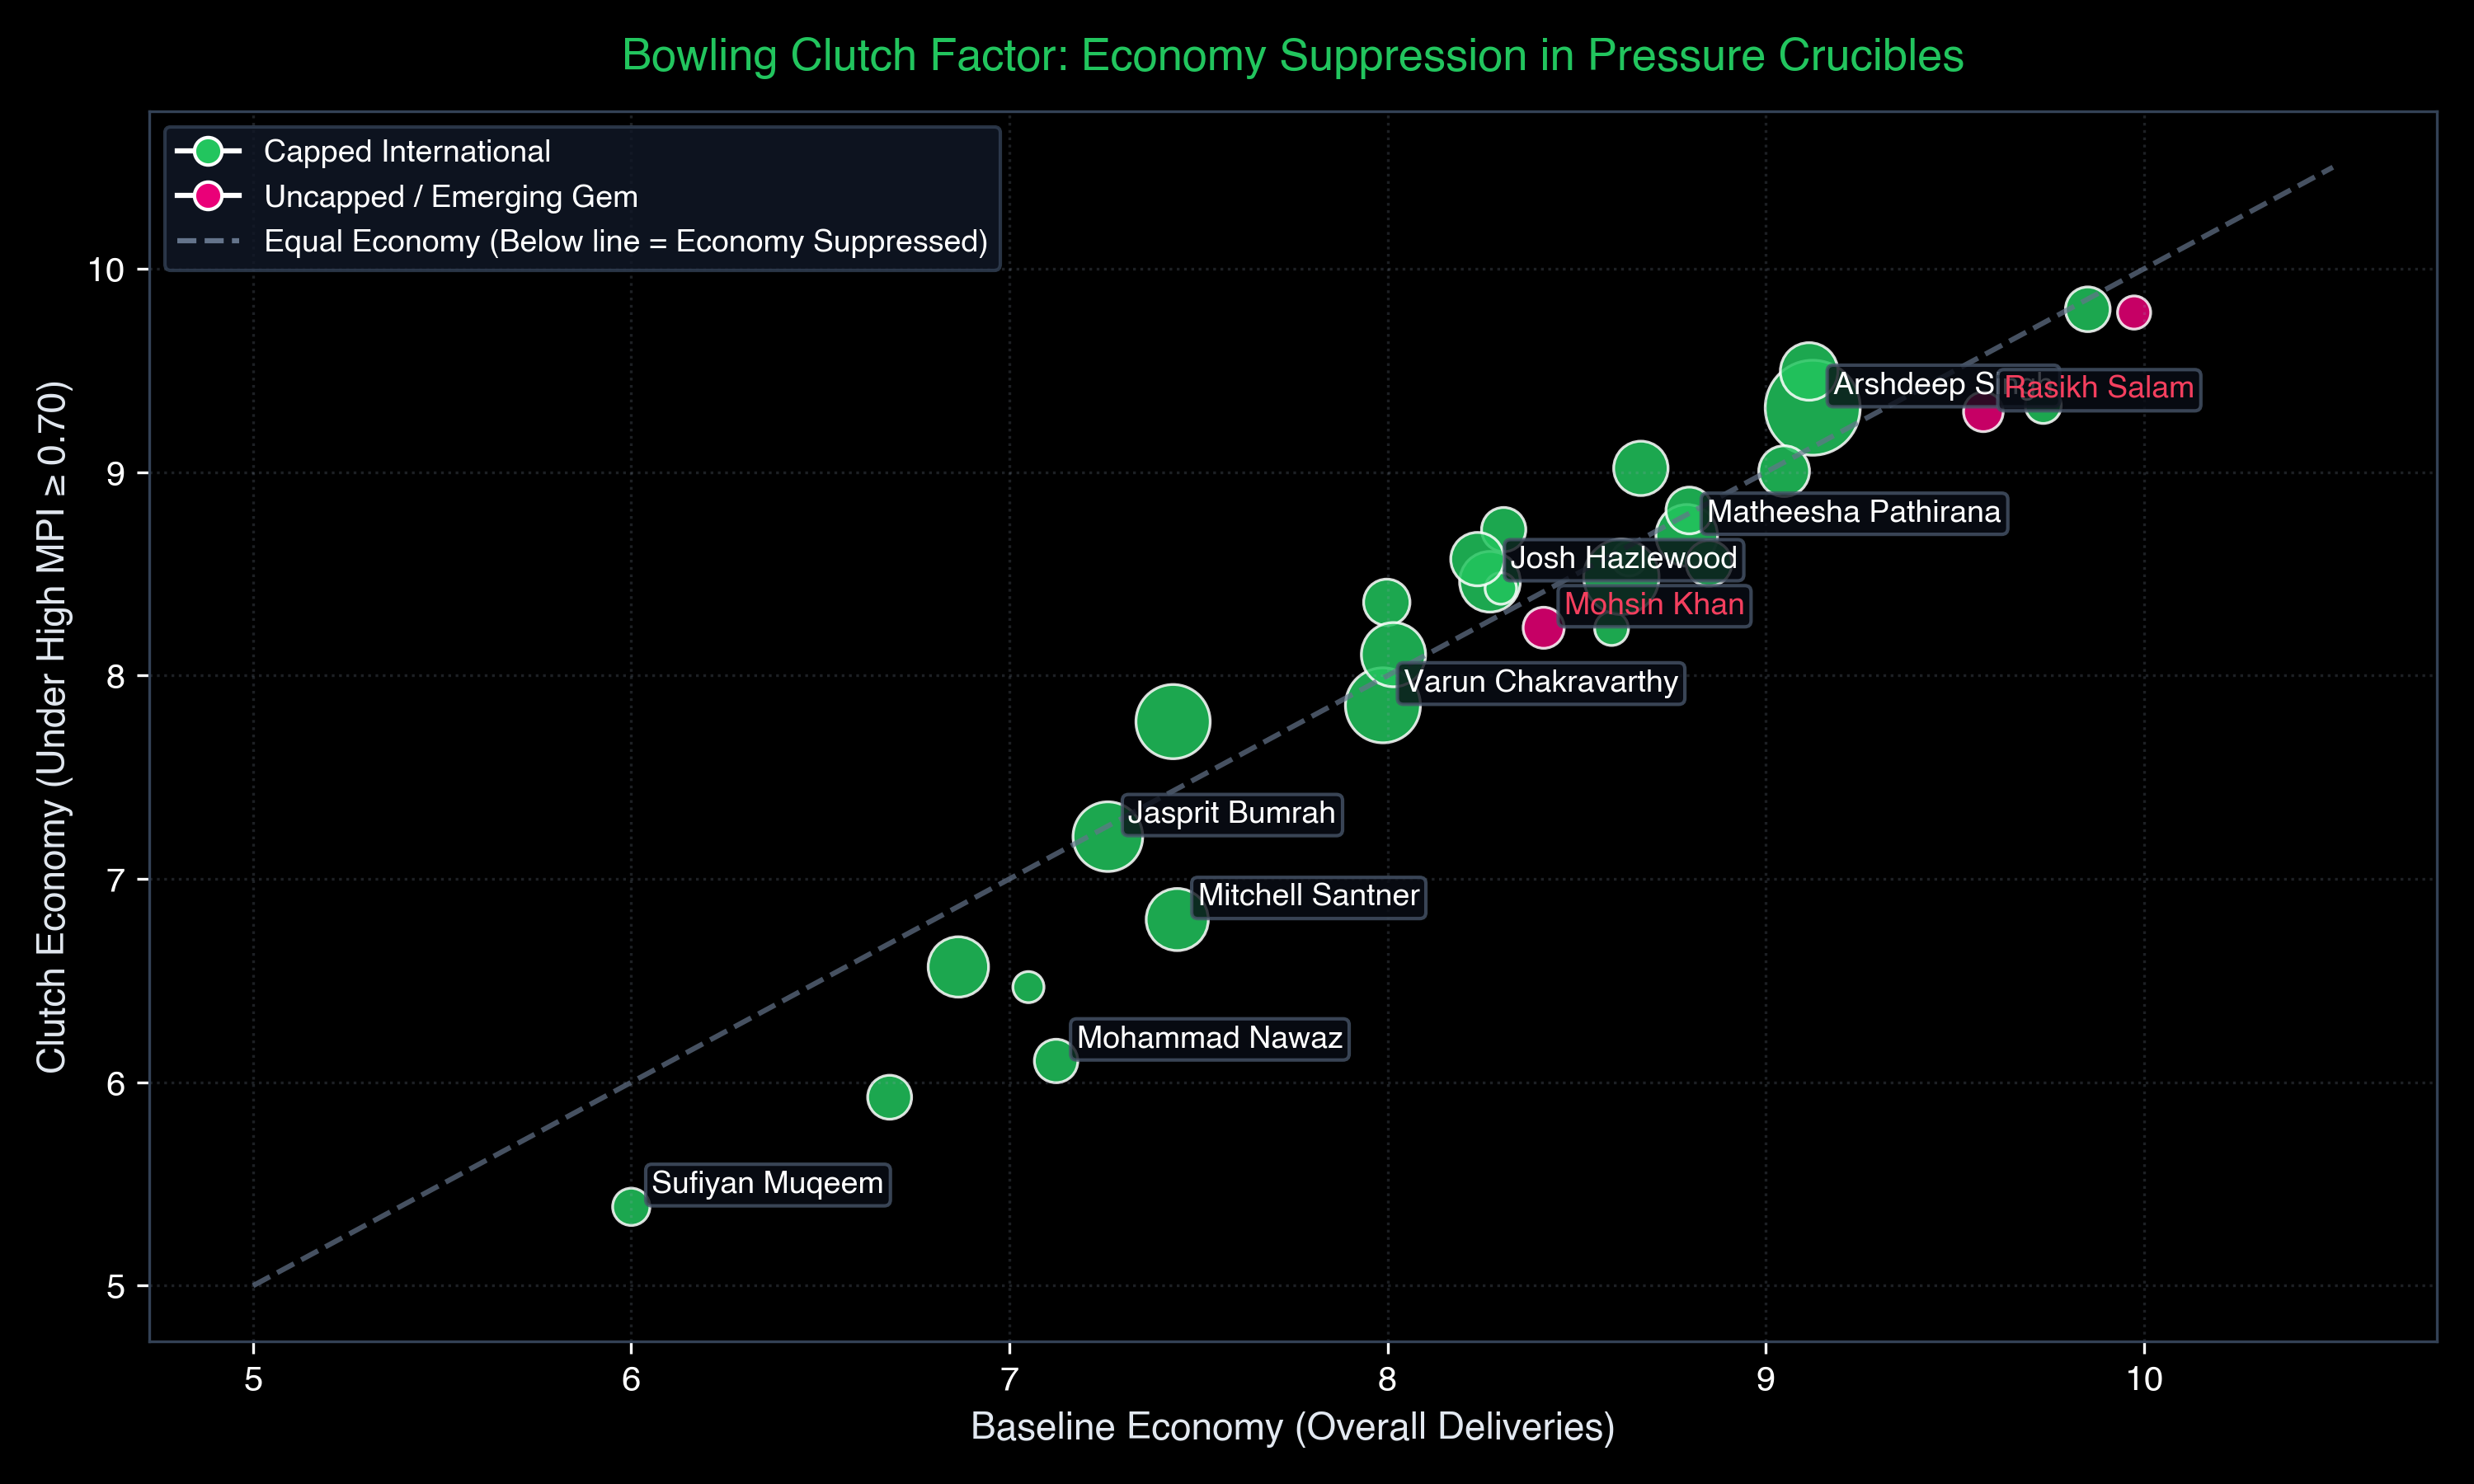 Bowling Clutch Factor: Economy Suppression in Pressure Crucibles
Capped International
Uncapped / Emerging Gem
Equal Economy (Below line = Economy Suppressed)
Clutch Economy (Under High MPI ≥ 0.70)
10
9
8
7
6
5
Arshdeep
Rasikh Salam
Matheesha Pathirana
Josh Hazlewood
Mohsin Khan
Varun Chakravarthy
Jasprit Bumrah
Mitchell Santner
Mohammad Nawaz
Sufiyan Muqeem
5
6
7
8
9
10
Baseline Economy (Overall Deliveries)